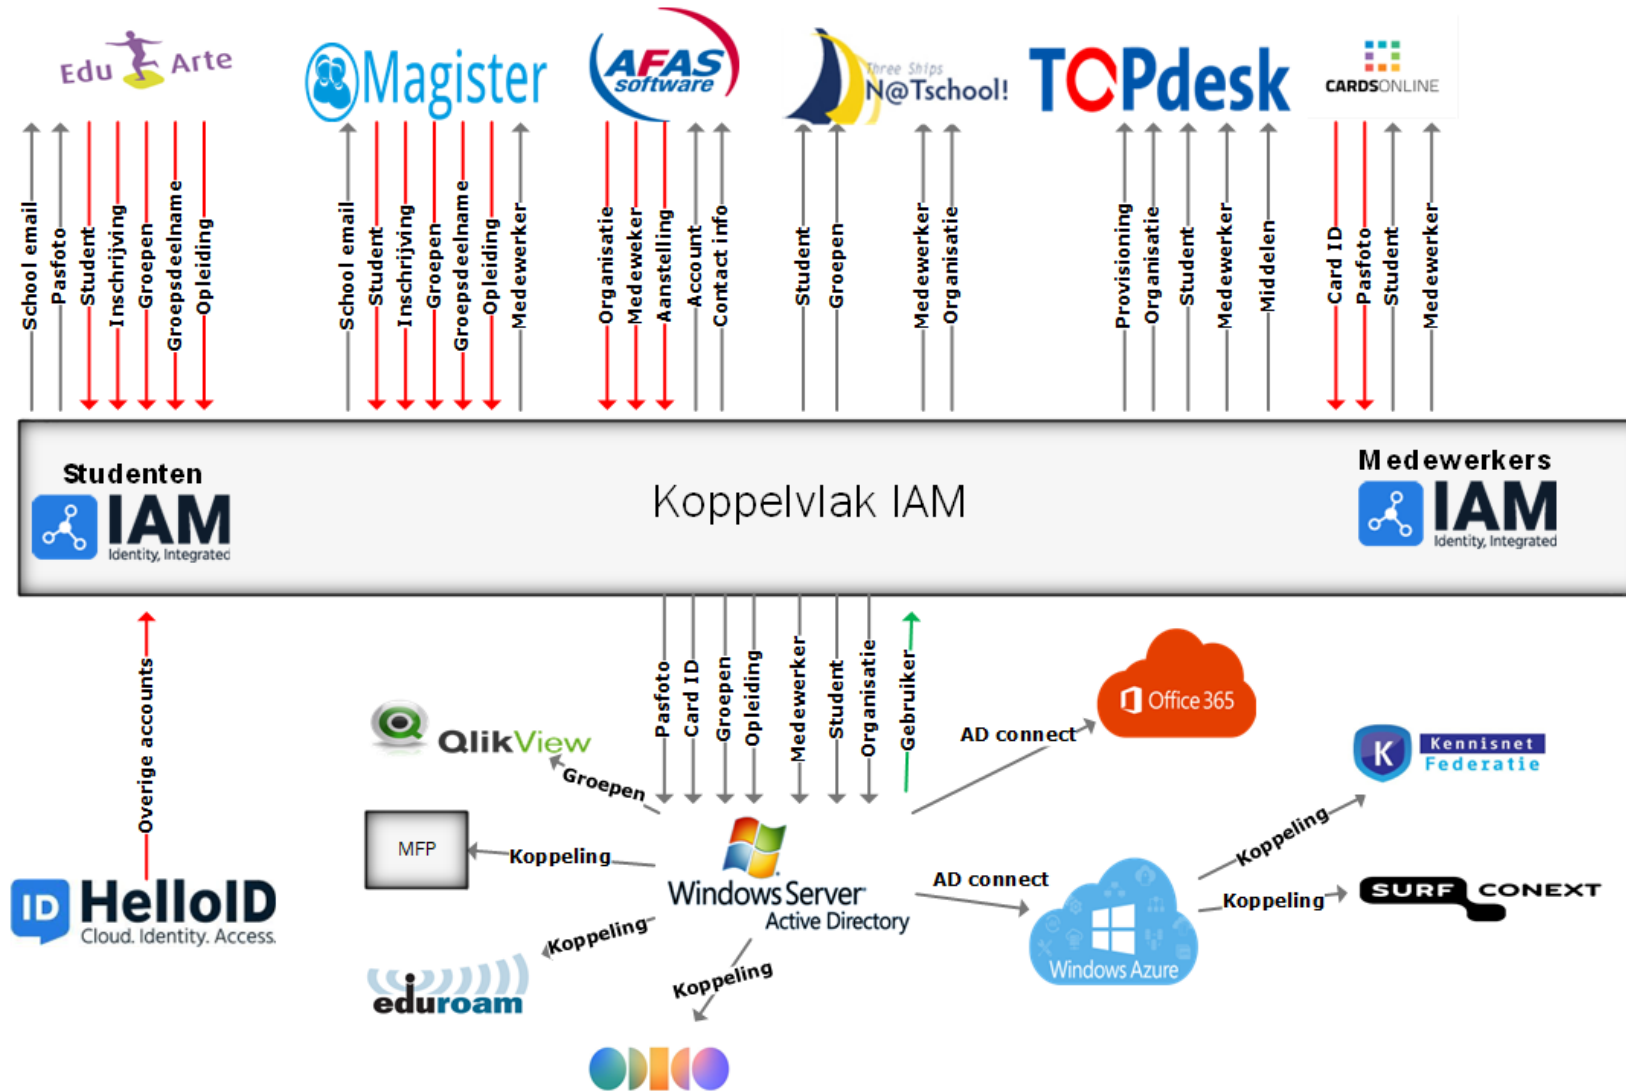 Edu Arte
Magister
AFAS
software
Three Ships
N@Tschool!
TOPdesk
CARDSONLINE
School email
Pasfoto
Student
Inschrijving
Groepen
Groepsdeelname
Opleiding
School email
Student
Inschrijving
Groepen
Groepsdeelname
Opleiding
Medewerker
Organisatie
Medeweker
Aanstelling
Account
Contact info
Student
Groepen
Medewerker
Organisatie
Provisioning
Organisatie
Student
Medewerker
Middelen
Card ID
Pasfoto
Student
Medewerker
Studenten
IAM
Identity, Integrated
Koppelvlak IAM
Medewerkers
IAM
Identity, Integrated
Overige accounts
Pasfoto
Card ID
Groepen
Opleiding
Medewerker
Student
Organisatie
Gebruiker
QlikView
Groepen
AD connect
Office 365
K
Kennisnet
Federatie
MFP
Koppeling
Windows Server
Active Directory
AD connect
Windows Azure
Koppeling
Koppeling
SURF CONEXT
ID
HelloID
Cloud. Identity. Access.
Koppeling
eduroam
Koppeling